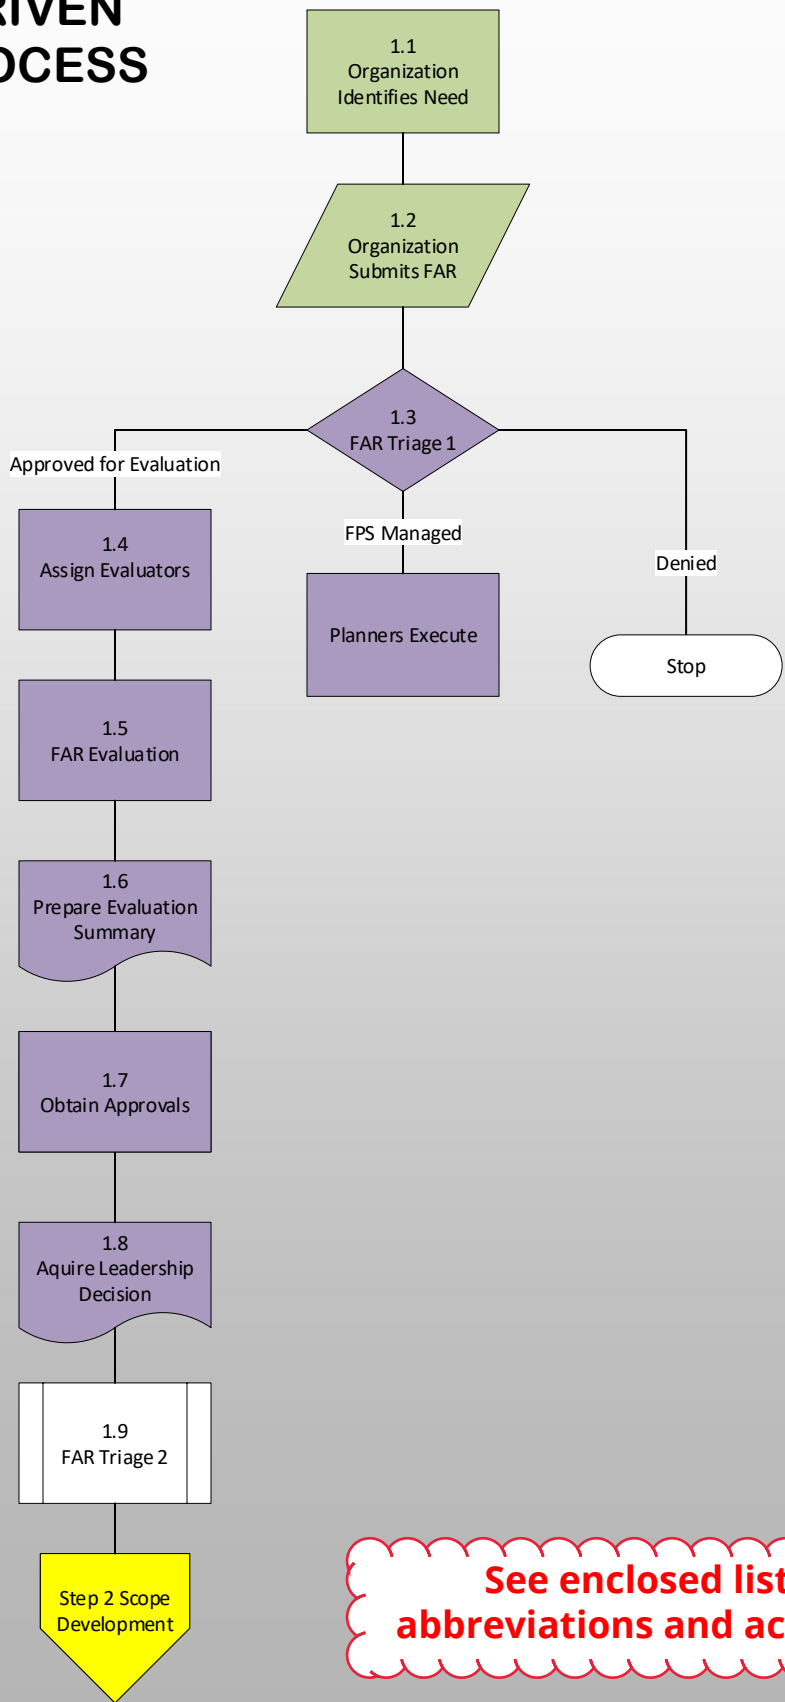 RIVEN
OCESS
1.1
Organization
Identifies Need
1.2
Organization
Submits FAR
1.3
FAR Triage 1
Approved for Evaluation
FPS Managed
Denied
1.4
Assign Evaluators
Planners Execute
Stop
1.5
FAR Evaluation
1.6
Prepare Evaluation
Summary
1.7
Obtain Approvals
1.8
Aquire Leadership
Decision
1.9
FAR Triage 2
Step 2 Scope
Development
See enclosed list
abbreviations and ac